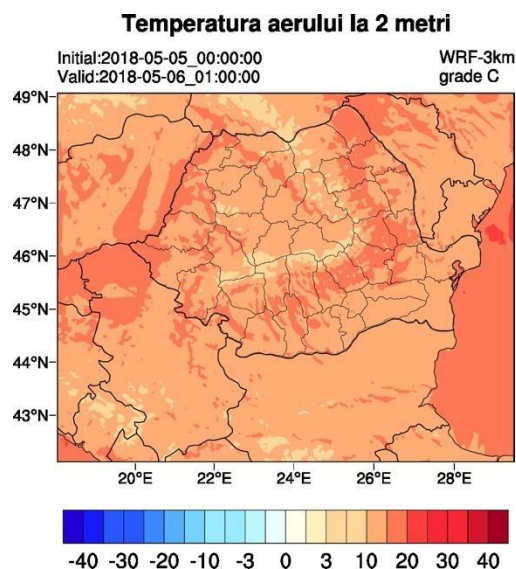 Temperatura aerului la 2 metri
Initial:2018-05-05_00:00:00 WRF-3km
Valid:2018-05-06_01:00:00 grade C
49°N
48°N
47°N
46°N
45°N
44°N
43°N
20°E 22°E 24°E 26°E 28°E
-40 -30 -20 -10 -3 0 3 10 20 30 40